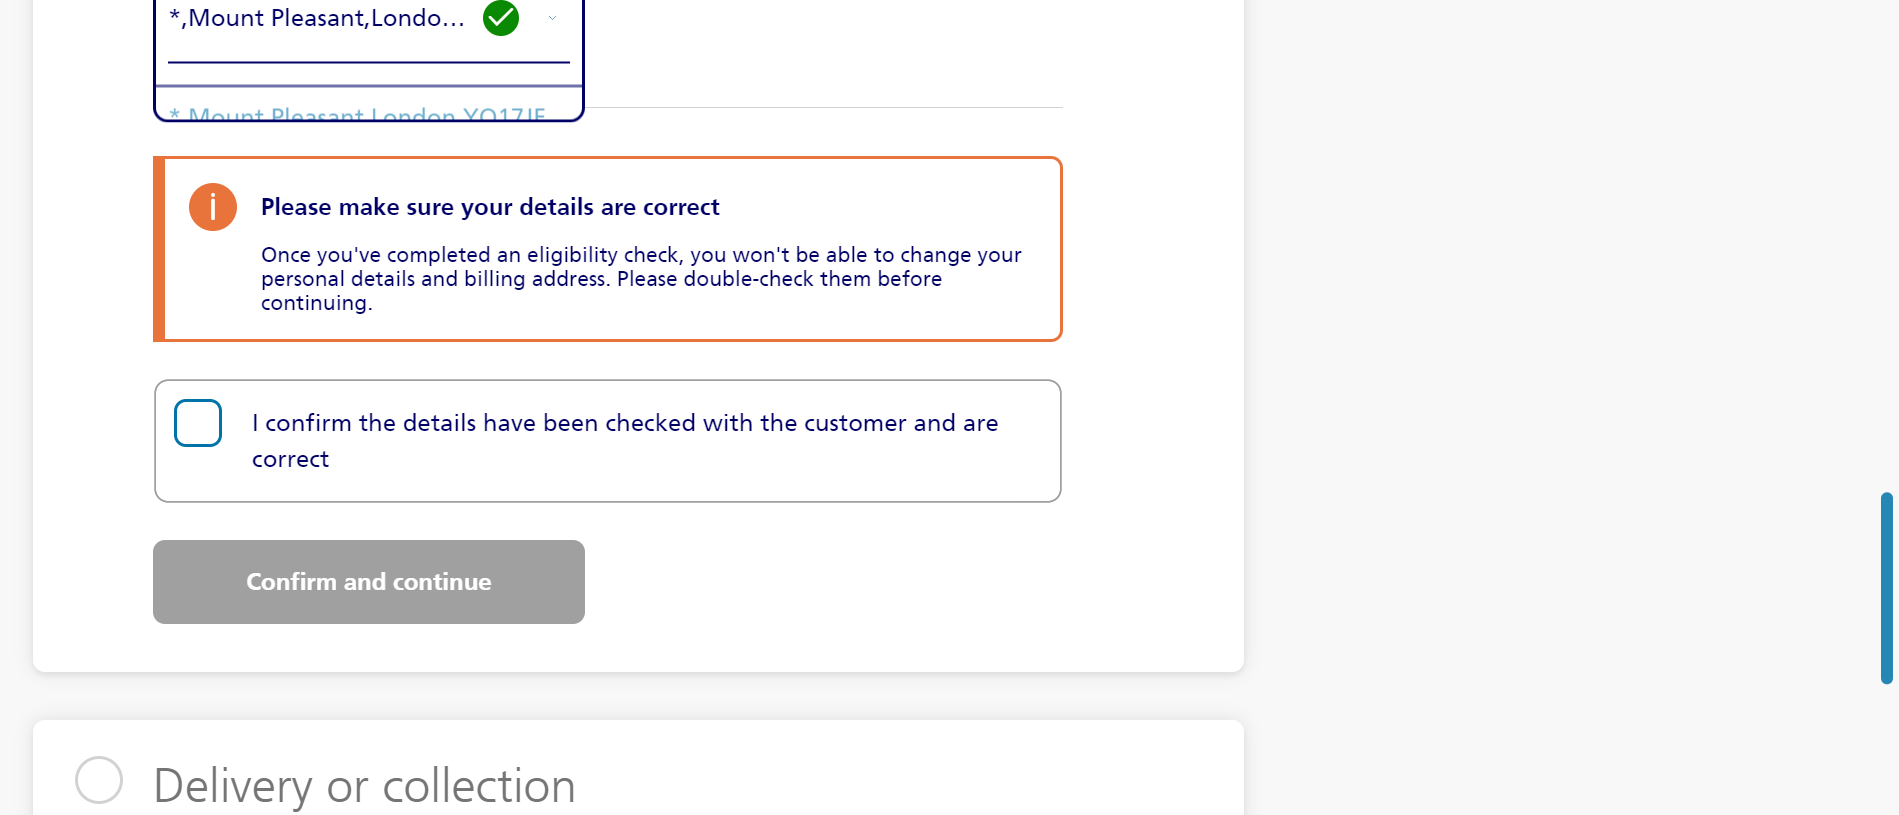 *,Mount Pleasant,Londo...
*,Mount Pleasant,London,YO17JE
Please make sure your details are correct
Once you've completed an eligibility check, you won't be able to change your
personal details and billing address. Please double-check them before
continuing.
I confirm the details have been checked with the customer and are
correct
Confirm and continue
Delivery or collection